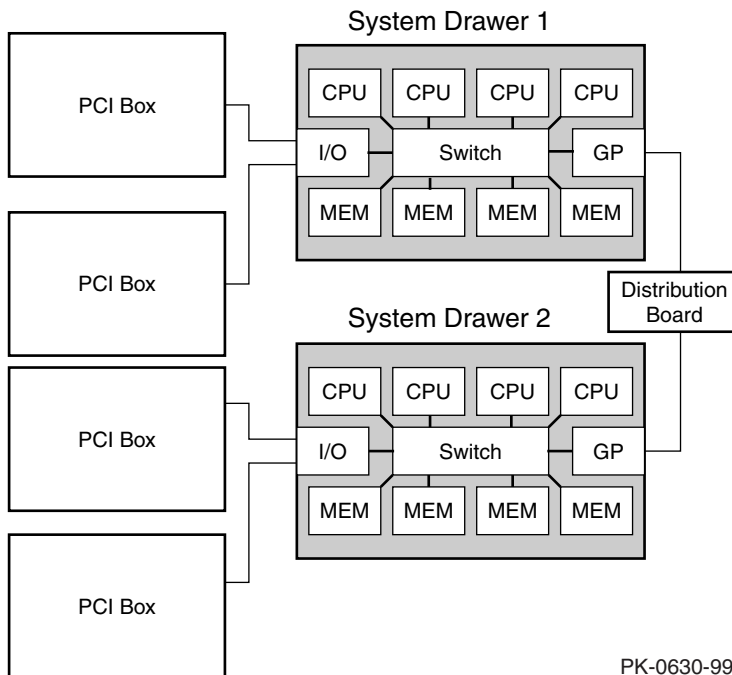 System Drawer 1
PCI Box
CPU CPU CPU CPU
I/O Switch GP
MEM MEM MEM MEM
PCI Box
Distribution
Board
System Drawer 2
PCI Box
CPU CPU CPU CPU
I/O Switch GP
MEM MEM MEM MEM
PCI Box
PK-0630-99